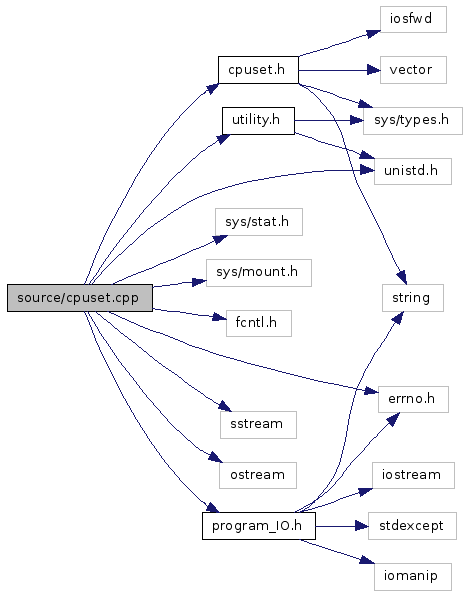 iosfwd
cpuset.h
vector
utility.h
sys/types.h
unistd.h
sys/stat.h
sys/mount.h
source/cpuset.cpp
string
fcntl.h
errno.h
sstream
ostream
iostream
program_IO.h
stdexcept
iomanip